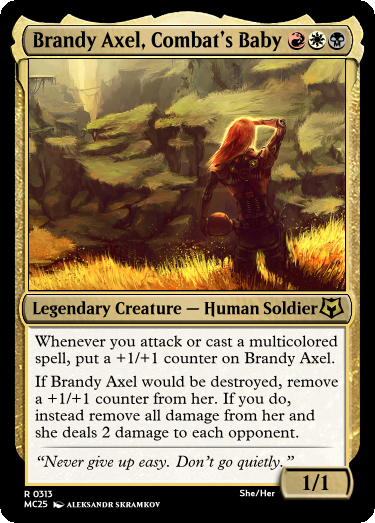 Brandy Axel, Combat's Baby
Legendary Creature — Human Soldier
Whenever you attack or cast a multicolored
spell, put a +1/+1 counter on Brandy Axel.
If Brandy Axel would be destroyed, remove
a +1/+1 counter from her. If you do,
instead remove all damage from her and
she deals 2 damage to each opponent.
“Never give up easy. Don't go quietly.”
1/1
R 0313
She/Her
MC25 ALEKSANDR SKRAMKOV